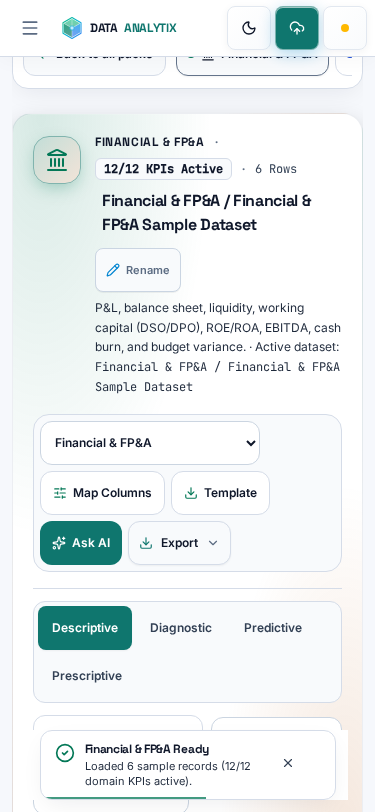 DATA ANALYTIX
FINANCIAL & FP&A ·
12/12 KPIs Active · 6 Rows
Financial & FP&A / Financial &
FP&A Sample Dataset
Rename
P&L, balance sheet, liquidity, working
capital (DSO/DPO), ROE/ROA, EBITDA, cash
burn, and budget variance. · Active dataset:
Financial & FP&A / Financial & FP&A
Sample Dataset
Financial & FP&A
Map Columns
Template
Ask AI
Export
Descriptive
Diagnostic
Predictive
Prescriptive
Financial & FP&A Ready
Loaded 6 sample records (12/12
domain KPIs active).